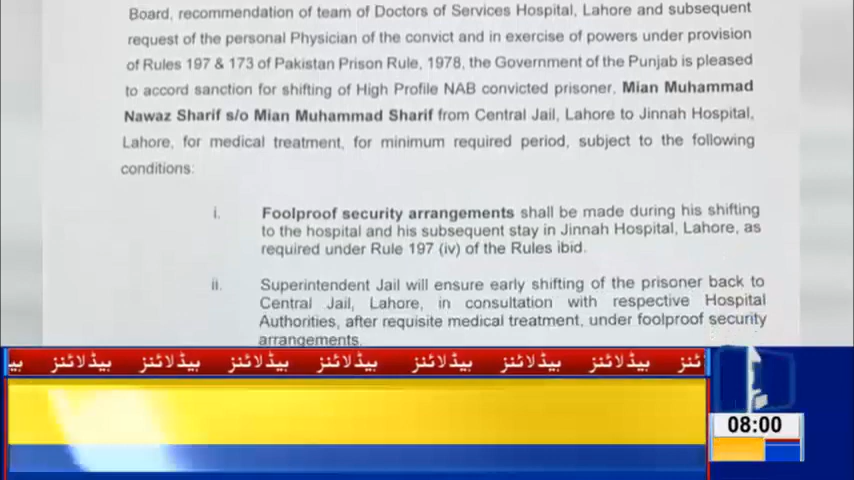 Board, recommendation of team of Doctors of Services Hospital, Lahore and subsequent
request of the personal Physician of the convict and in exercise of powers under provision
of Rules 197 & 173 of Pakistan Prison Rule, 1978, the Government of the Punjab is pleased
to accord sanction for shifting of High Profile NAB convicted prisoner, Mian Muhammad
Nawaz Sharif s/o Mian Muhammad Sharif from Central Jail, Lahore to Jinnah Hospital,
Lahore, for medical treatment, for minimum required period, subject to the following
conditions:
i. Foolproof security arrangements shall be made during his shifting
to the hospital and his subsequent stay in Jinnah Hospital, Lahore, as
required under Rule 197 (iv) of the Rules ibid.
ii. Superintendent Jail will ensure early shifting of the prisoner back to
Central Jail, Lahore, in consultation with respective Hospital
Authorities, after requisite medical treatment, under foolproof security
arrangements.
ئنز ہیڈلائنز ہیڈلائنز ہیڈلائنز ہیڈلائنز ہیڈلائنز ہیڈلائنز ہیڈلائنز ہی
08:00